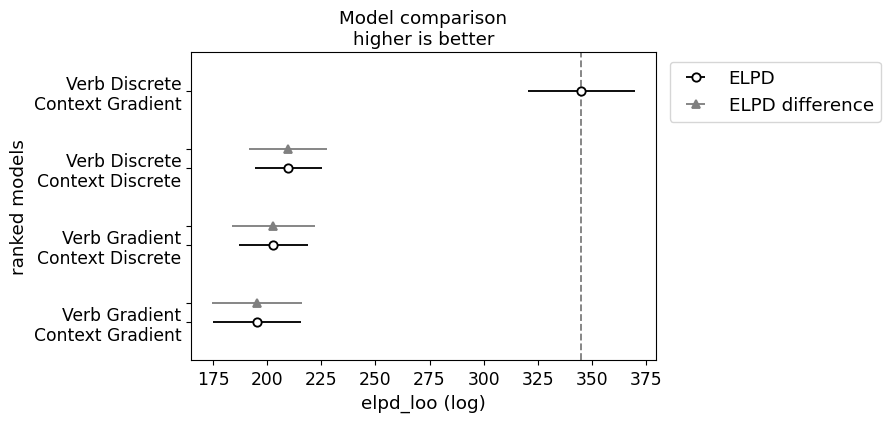 Model comparison
higher is better
Verb Discrete
Context Gradient
Verb Discrete
Context Discrete
Verb Gradient
Context Discrete
Verb Gradient
Context Gradient
ranked models
175 200 225 250 275 300 325 350 375
elpd_loo (log)
ELPD
ELPD difference